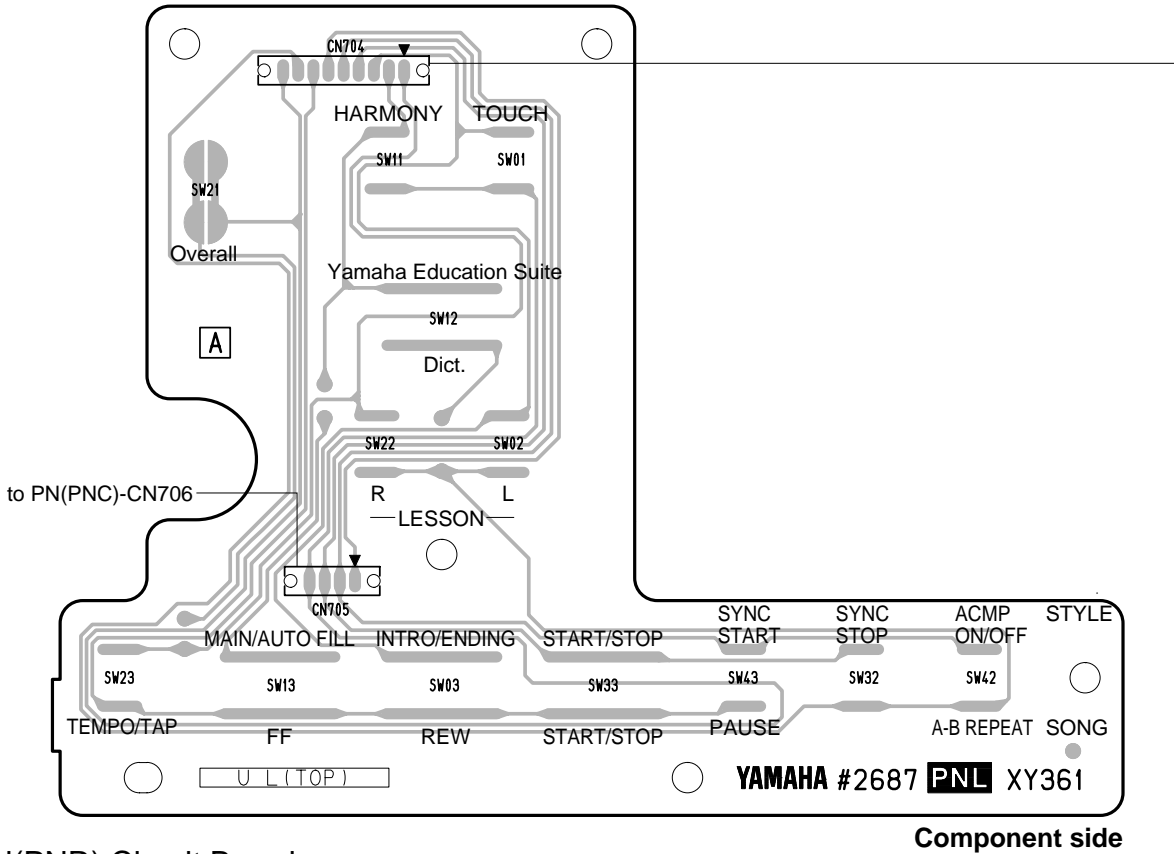 CN704
HARMONY TOUCH
SW11 SW01
SW21
Overall
Yamaha Education Suite
SW12
A
Dict.
SW22 SW02
to PN(PNC)-CN706
R L
LESSON
CN705
SYNC START SYNC STOP ACMP ON/OFF STYLE
MAIN/AUTO FILL INTRO/ENDING START/STOP
SW23 SW13 SW03 SW33 SW43 SW32 SW42
TEMPO/TAP FF REW START/STOP PAUSE A-B REPEAT SONG
U L(TOP)
YAMAHA #2687 PNL XY361
Component side